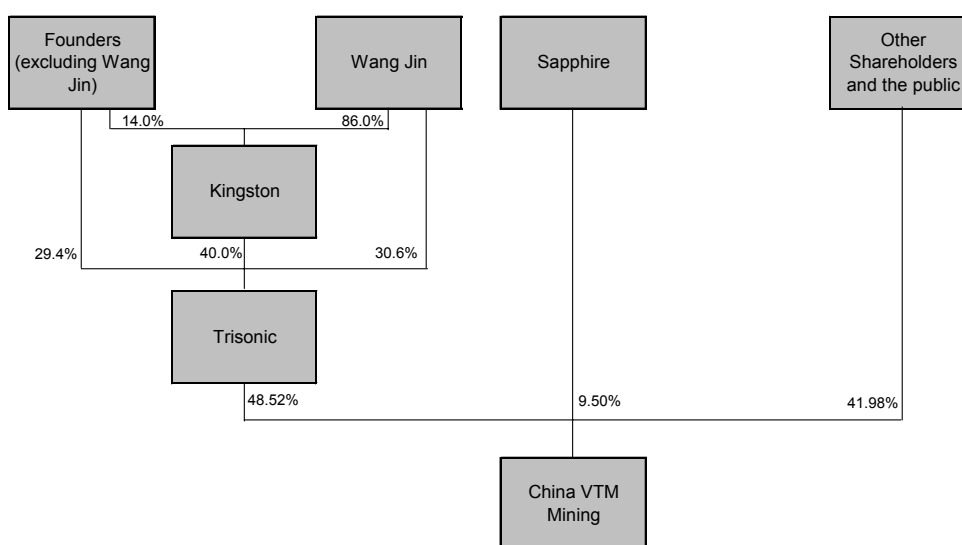 Founders
(excluding Wang
Jin)
Wang Jin
Sapphire
Other
Shareholders
and the public
14.0%
86.0%
Kingston
29.4%
40.0%
30.6%
Trisonic
48.52%
9.50%
41.98%
China VTM
Mining